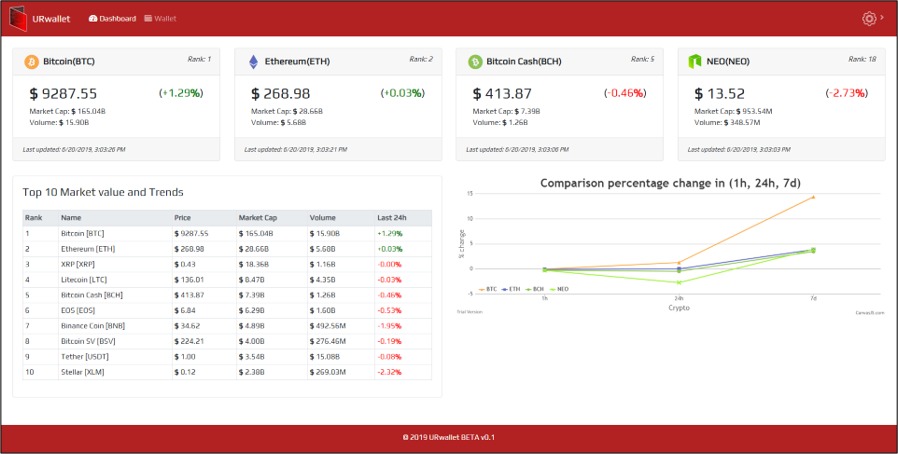 URwallet Dashboard Wallet
Bitcoin(BTC) Rank: 1
$ 9287.55 (+1.29%)
Market Cap: $ 165.04B
Volume: $ 15.90B
Last updated: 6/20/2019, 3:03:26 PM
Ethereum(ETH) Rank: 2
$ 268.98 (+0.03%)
Market Cap: $ 28.66B
Volume: $ 5.68B
Last updated: 6/20/2019, 3:03:21 PM
Bitcoin Cash(BCH) Rank: 5
$ 413.87 (-0.46%)
Market Cap: $ 7.39B
Volume: $ 1.26B
Last updated: 6/20/2019, 3:03:06 PM
NEO(NEO) Rank: 18
$ 13.52 (-2.73%)
Market Cap: $ 953.54M
Volume: $ 348.57M
Last updated: 6/20/2019, 3:03:03 PM
Top 10 Market value and Trends
Rank Name Price Market Cap Volume Last 24h
1 Bitcoin [BTC] $ 9287.55 $ 165.04B $ 15.90B +1.29%
2 Ethereum [ETH] $ 268.98 $ 28.66B $ 5.68B +0.03%
3 XRP [XRP] $ 0.43 $ 18.36B $ 1.16B -0.00%
4 Litecoin [LTC] $ 136.01 $ 8.47B $ 4.35B -0.03%
5 Bitcoin Cash [BCH] $ 413.87 $ 7.39B $ 1.26B -0.46%
6 EOS [EOS] $ 6.84 $ 6.29B $ 1.60B -0.53%
7 Binance Coin [BNB] $ 34.62 $ 4.89B $ 492.56M -1.95%
8 Bitcoin SV [BSV] $ 224.21 $ 4.00B $ 276.46M -0.19%
9 Tether [USDT] $ 1.00 $ 3.54B $ 15.08B -0.08%
10 Stellar [XLM] $ 0.12 $ 2.38B $ 269.03M -2.32%
Comparison percentage change in (1h, 24h, 7d)
15
10
5
0
-5
% change
BTC ETH BCH NEO
1h 24h 7d
Crypto
Trial Version CanvasJS.com
© 2019 URwallet BETA v0.1